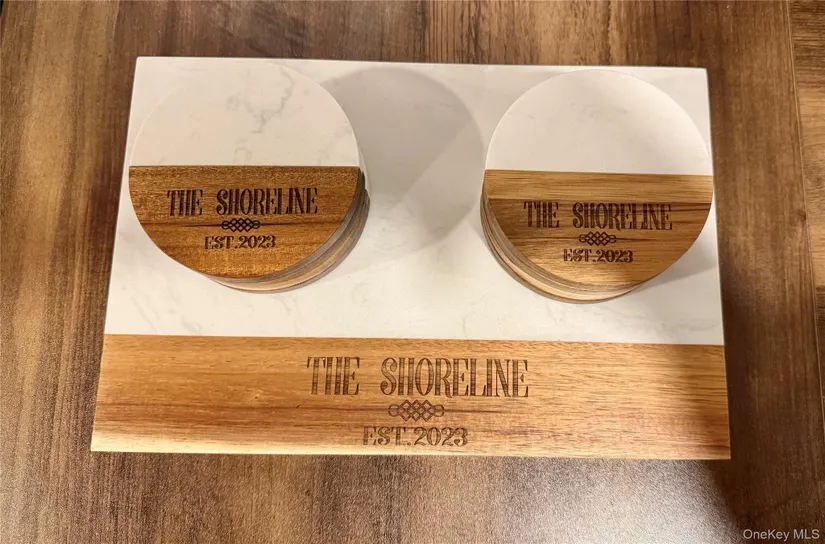 THE SHORELINE
EST.2023
THE SHORELINE
EST.2023
THE SHORELINE
EST.2023
OneKey MLS